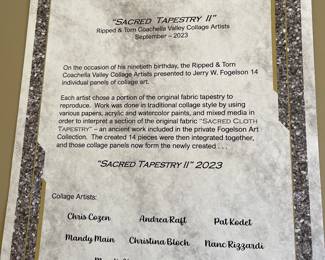 "SACRED TAPESTRY II"
Ripped & Torn Coachella Valley Collage Artists
September – 2023
On the occasion of his ninetieth birthday, the Ripped & Torn
Coachella Valley Collage Artists presented to Jerry W. Fogelson 14
individual panels of collage art.
Each artist chose a portion of the original fabric tapestry to
reproduce. Work was done in traditional collage style by using
various papers, acrylic and watercolor paints, and mixed media in
order to interpret a section of the original fabric "SACRED CLOTH
TAPESTRY" – an ancient work included in the private Fogelson Art
Collection. The created 14 pieces were then integrated together,
and those collage panels now form the newly created . . .
"SACRED TAPESTRY II" 2023
Collage Artists:
Chris Cozen Andrea Raft Pat Kodet
Mandy Main Christina Bloch Nanc Rizzardi